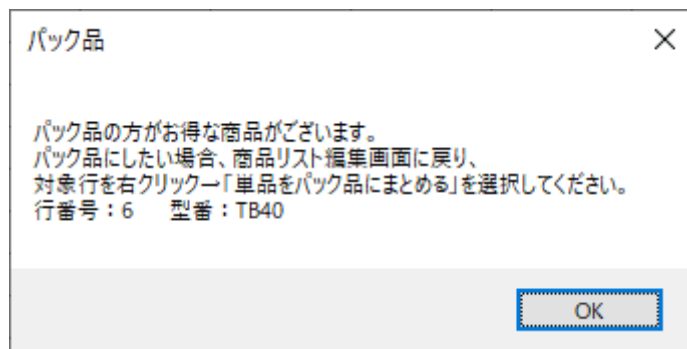 パック品
パック品の方がお得な商品がございます。
パック品にしたい場合、商品リスト編集画面に戻り、
対象行を右クリック→「単品をパック品にまとめる」を選択してください。
行番号：6　型番：TB40
OK